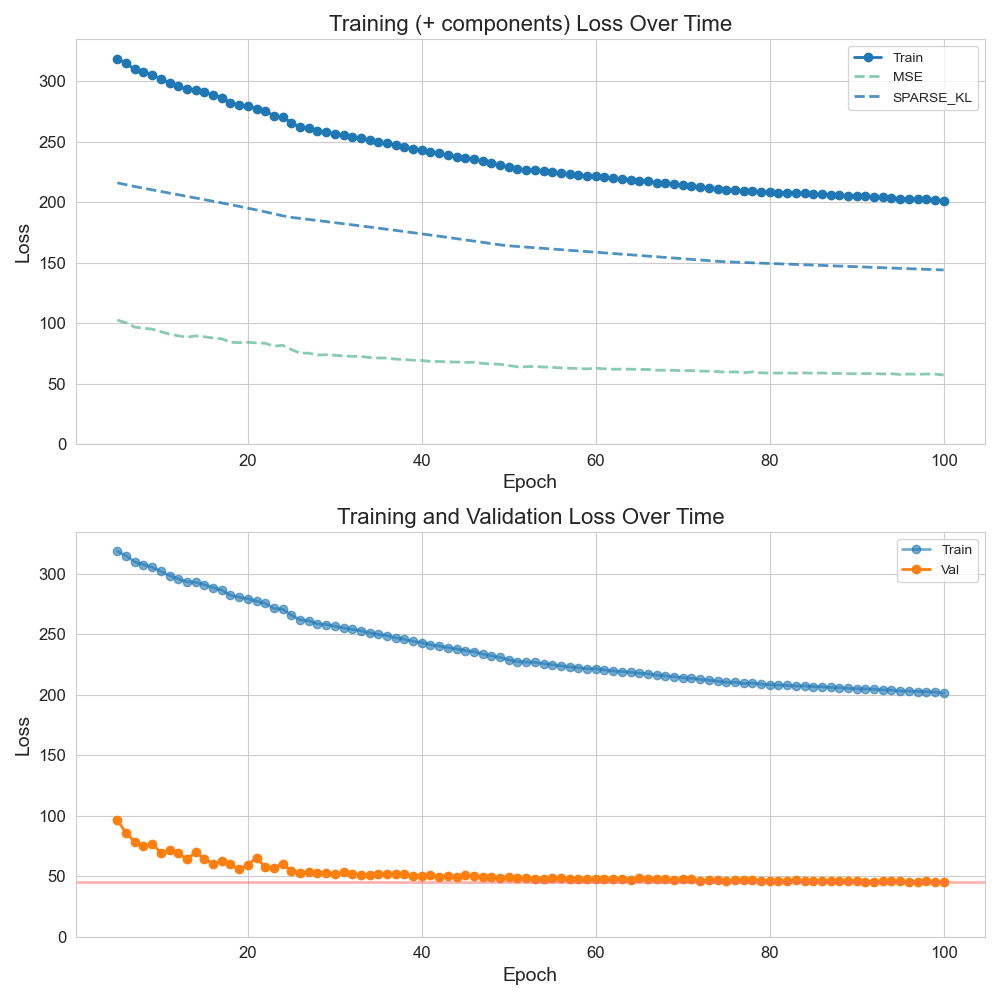 Training (+ components) Loss Over Time
Train
MSE
SPARSE_KL
Loss
300
250
200
150
100
50
0
20 40 60 80 100
Epoch
Training and Validation Loss Over Time
Train
Val
Loss
300
250
200
150
100
50
0
20 40 60 80 100
Epoch